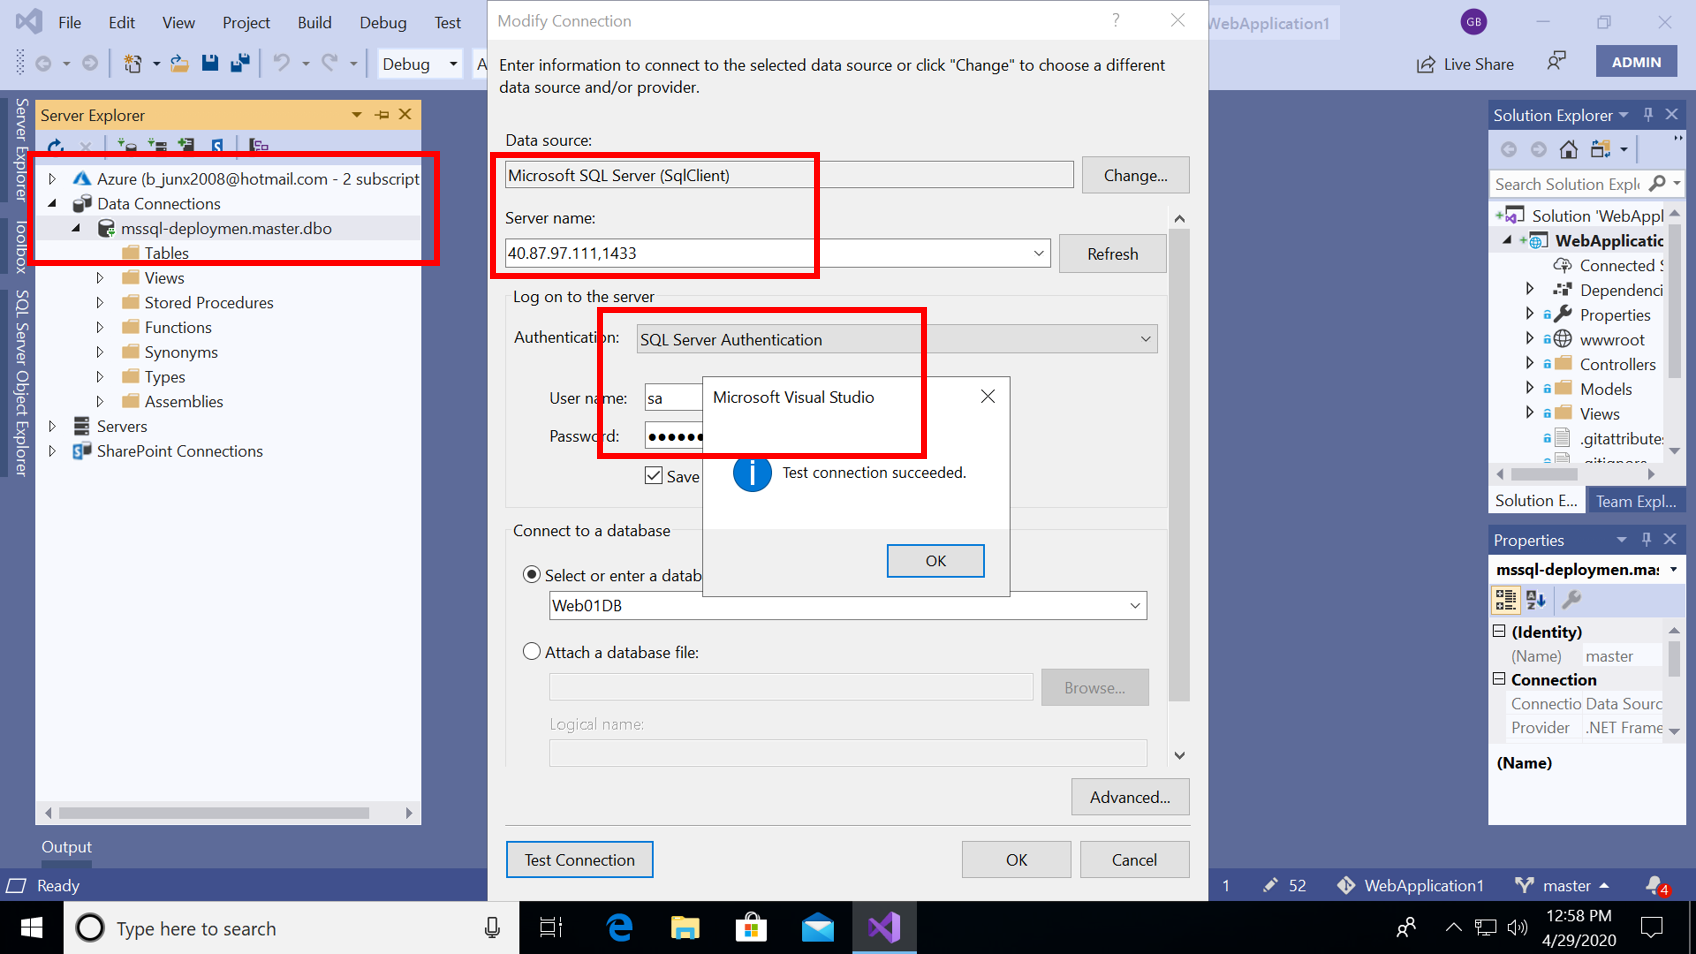 File Edit View Project Build Debug Test
Modify Connection
?
WebApplication1
GB
Debug
A
Live Share
ADMIN
Enter information to connect to the selected data source or click "Change" to choose a different
data source and/or provider.
Server Explorer
Toolbox
SQL Server Object Explorer
Server Explorer
Azure (b_junx2008@hotmail.com - 2 subscript
Data Connections
mssql-deploymen.master.dbo
Tables
Views
Stored Procedures
Functions
Synonyms
Types
Assemblies
Servers
SharePoint Connections
Data source:
Microsoft SQL Server (SqlClient)
Change...
Server name:
40.87.97.111,1433
Refresh
Log on to the server
Authentication:
SQL Server Authentication
User name:
sa
Password:
●●●●●●
Save
Microsoft Visual Studio
Test connection succeeded.
OK
Connect to a database
Select or enter a datab
Web01DB
Attach a database file:
Browse...
Logical name:
Advanced...
Test Connection
OK
Cancel
Solution Explorer
Search Solution Explo
Solution 'WebAppl
WebApplicatio
Connected S
Dependenci
Properties
wwwroot
Controllers
Models
Views
.gitattributes
.gitignore
Solution E...
Team Expl...
Properties
mssql-deploymen.mas
(Identity)
(Name) master
Connection
Connectio Data Sourc
Provider .NET Frame
(Name)
Output
Ready
1
52
WebApplication1
master
4
Type here to search
12:58 PM
4/29/2020